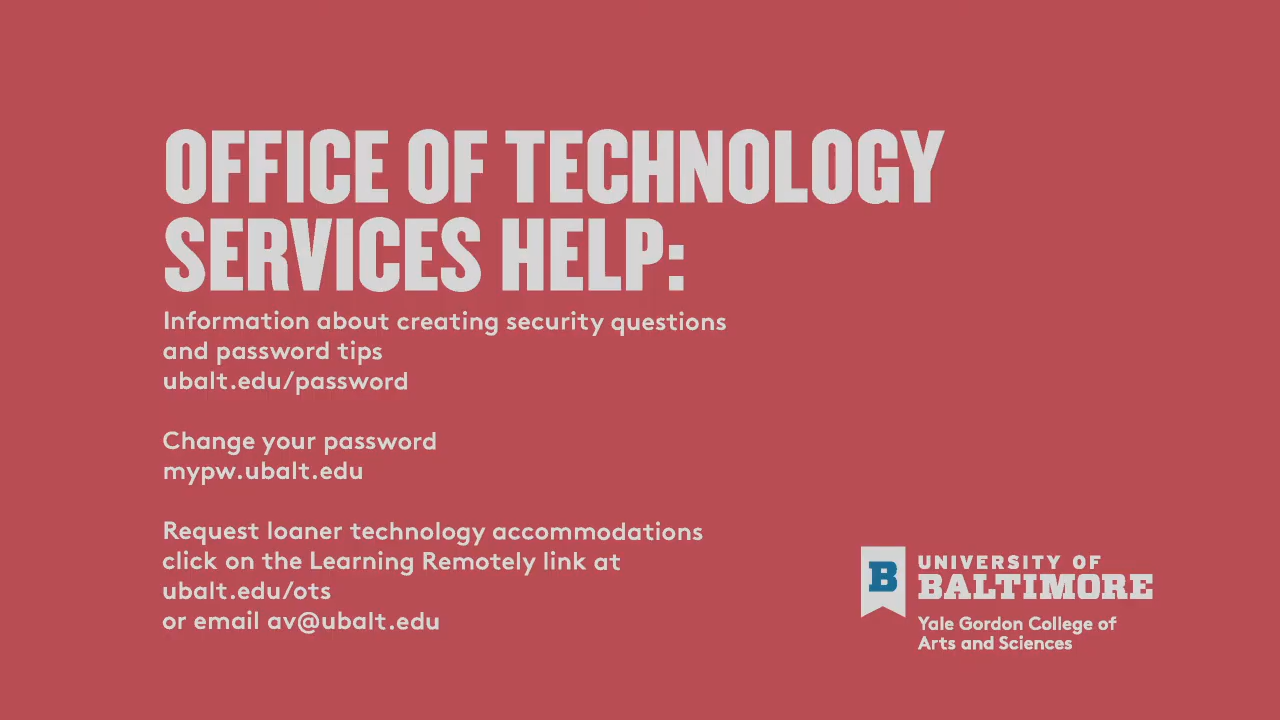 OFFICE OF TECHNOLOGY
SERVICES HELP:
Information about creating security questions
and password tips
ubalt.edu/password
Change your password
mypw.ubalt.edu
Request loaner technology accommodations
click on the Learning Remotely link at
ubalt.edu/ots
or email av@ubalt.edu
B
UNIVERSITY OF
BALTIMORE
Yale Gordon College of
Arts and Sciences